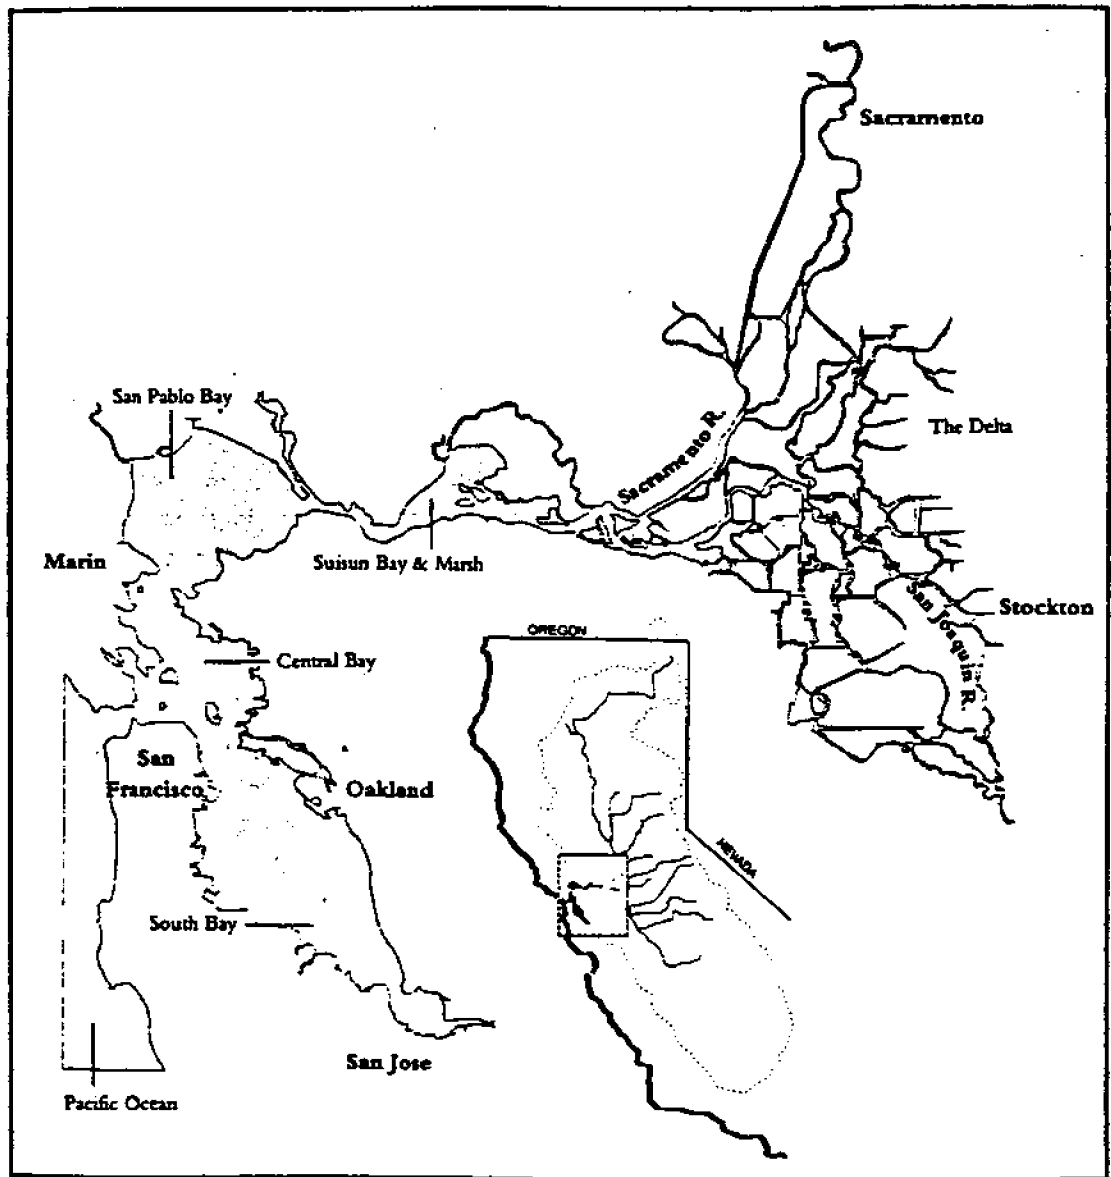 Sacramento
San Pablo Bay
Sacramento R.
The Delta
Marin
Suisun Bay & Marsh
San Joaquin R.
Stockton
OREGON
Central Bay
San
Francisco
Oakland
NEVADA
South Bay
San Jose
Pacific Ocean